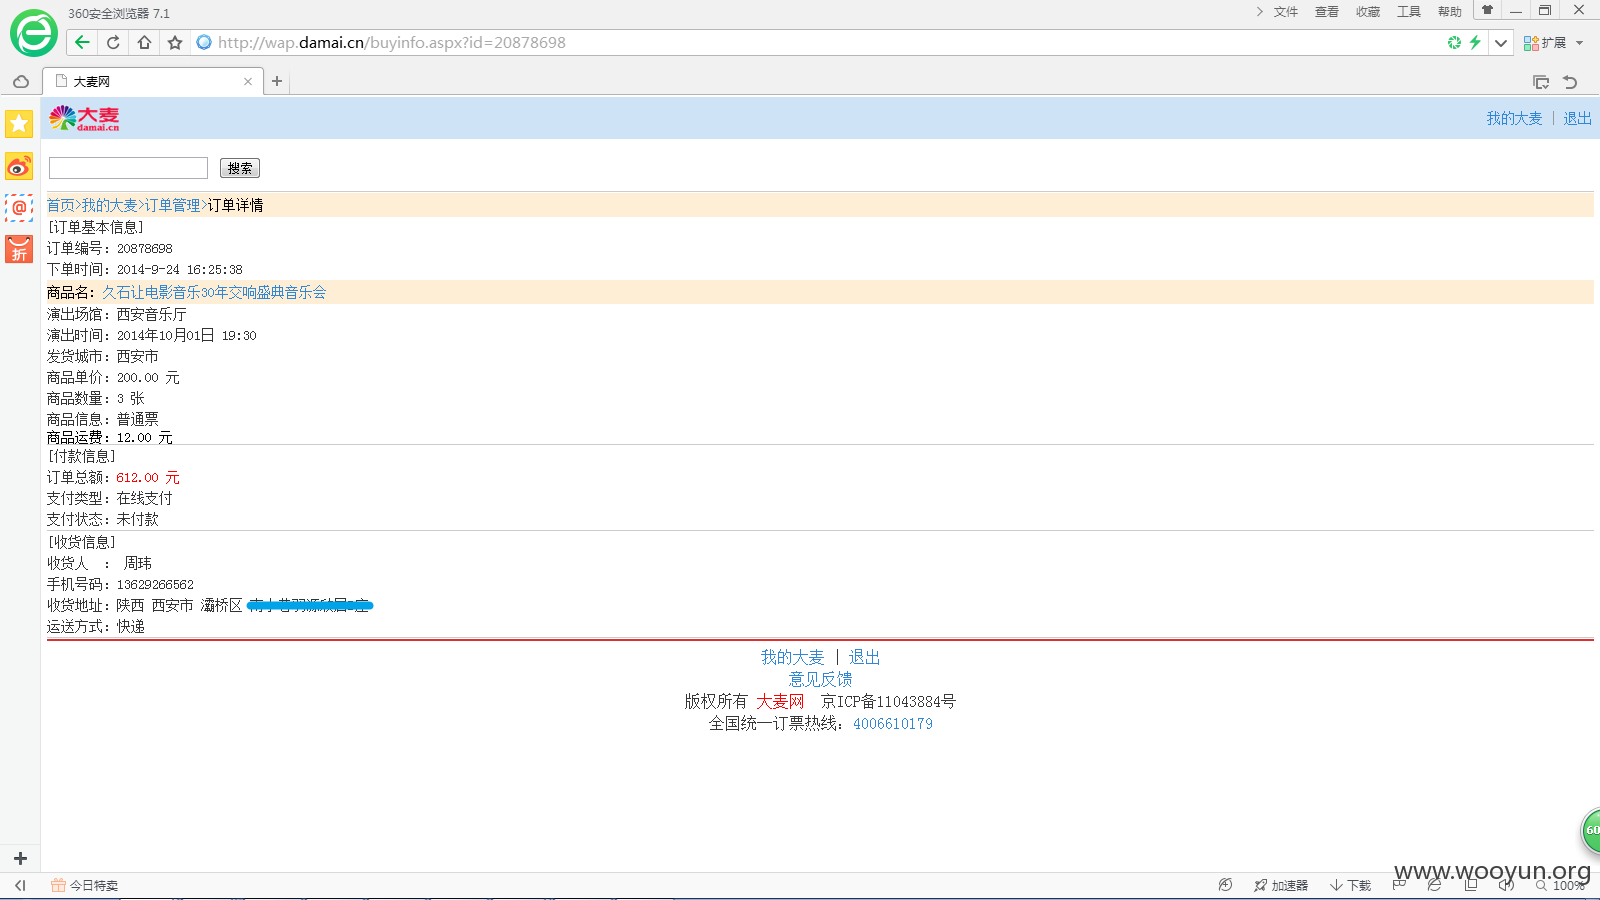 360安全浏览器 7.1
文件 查看 收藏 工具 帮助
http://wap.damai.cn/buyinfo.aspx?id=20878698
扩展
大麦网
大麦
damai.cn
我的大麦 | 退出
搜索
折
首页>我的大麦>订单管理>订单详情
[订单基本信息]
订单编号：20878698
下单时间：2014-9-24 16:25:38
商品名：久石让电影音乐30年交响盛典音乐会
演出场馆：西安音乐厅
演出时间：2014年10月01日 19:30
发货城市：西安市
商品单价：200.00 元
商品数量：3 张
商品信息：普通票
商品运费：12.00 元
[付款信息]
订单总额：612.00 元
支付类型：在线支付
支付状态：未付款
[收货信息]
收货人 ： 周玮
手机号码：13629266562
收货地址：陕西 西安市 灞桥区
运送方式：快递
我的大麦 | 退出
意见反馈
版权所有 大麦网 京ICP备11043884号
全国统一订票热线：4006610179
60
www.wooyun.org
今日特卖
加速器
下载
100%